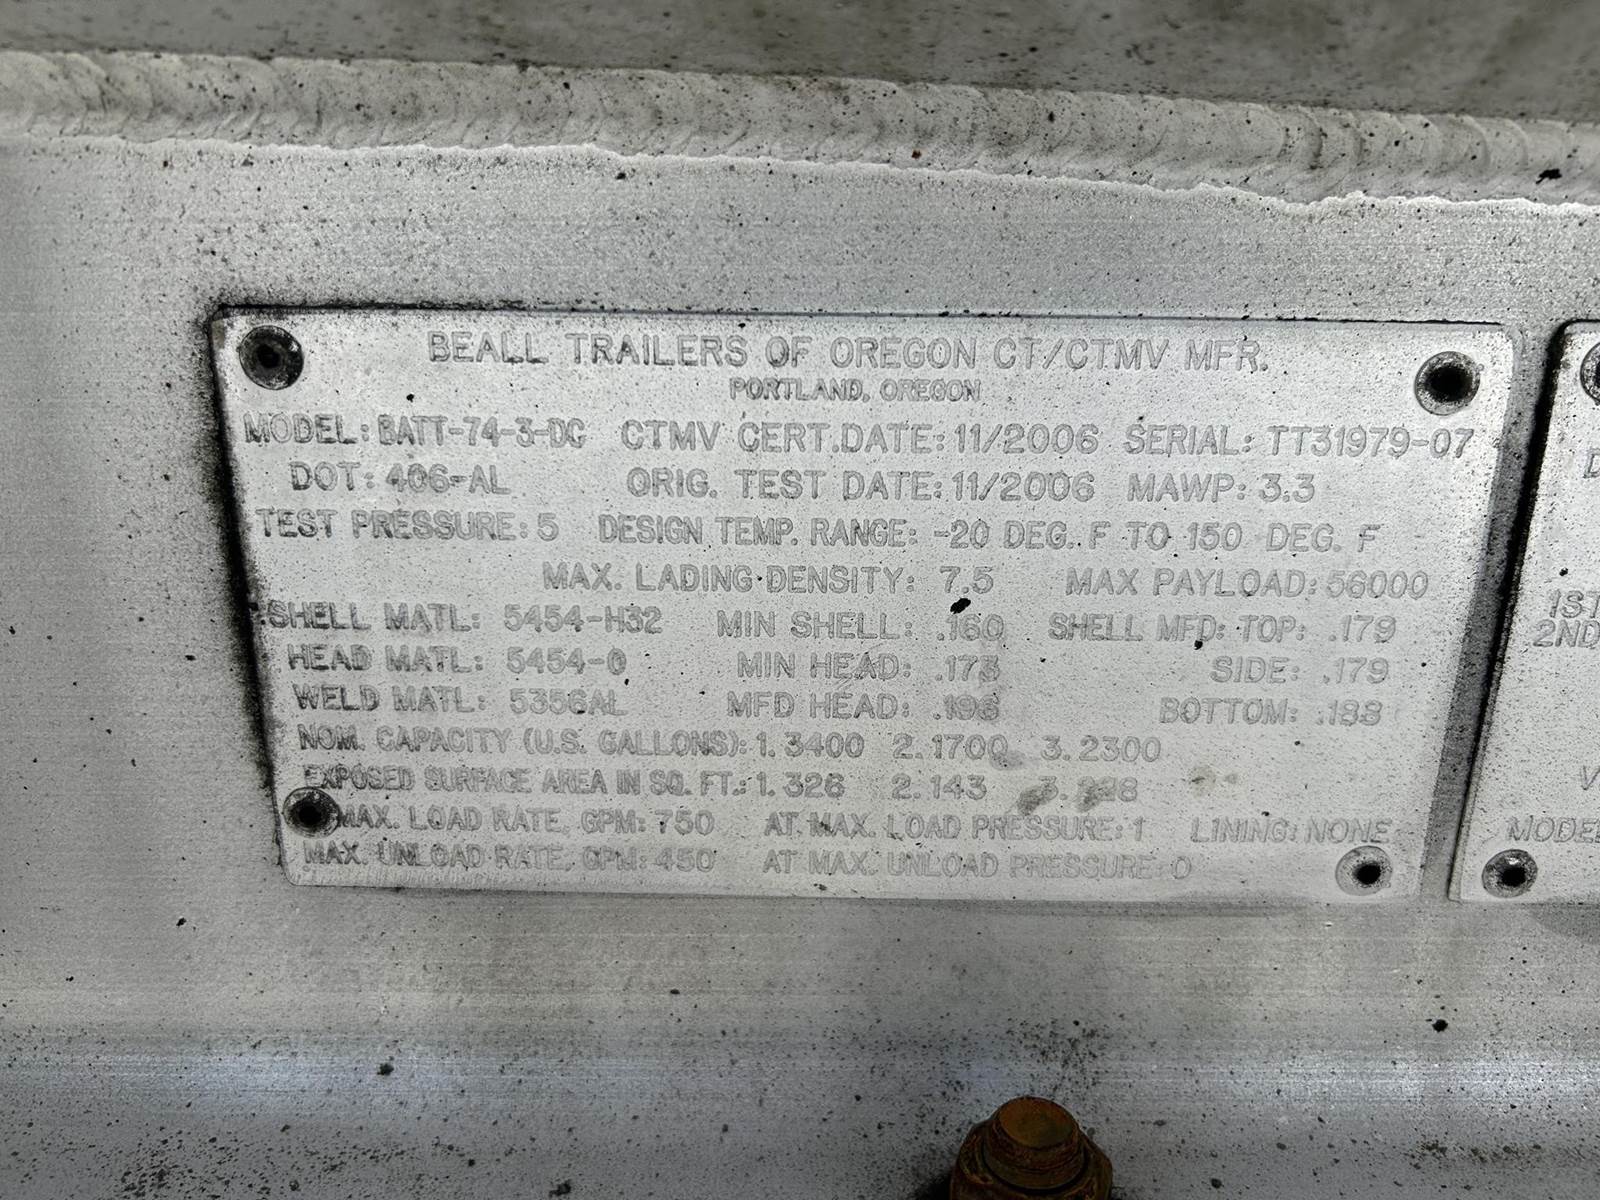 BEALL TRAILERS OF OREGON CT/CTMV MFR.
PORTLAND, OREGON
MODEL: BATT-74-3-DC CTMV CERT.DATE: 11/2006 SERIAL: TT31979-07
DOT: 406-AL ORIG. TEST DATE: 11/2006 MAWP: 3.3
TEST PRESSURE: 5 DESIGN TEMP. RANGE: -20 DEG. F TO 150 DEG. F
MAX. LADING DENSITY: 7.5 MAX PAYLOAD: 56000
SHELL MATL: 5454-H32 MIN SHELL: .160 SHELL MFD: TOP: .179
HEAD MATL: 5454-0 MIN HEAD: .173 SIDE: .179
WELD MATL: 5356AL MFD HEAD: .196 BOTTOM: .188
NOM. CAPACITY (U.S. GALLONS): 1. 3400 2. 1700 3. 2300
EXPOSED SURFACE AREA IN SQ. FT.: 1. 326 2. 143
MAX. LOAD RATE, GPM: 750 AT. MAX. LOAD PRESSURE: 1 LINING: NONE
MAX. UNLOAD RATE, GPM: 450 AT MAX. UNLOAD PRESSURE: 0
1ST
2ND